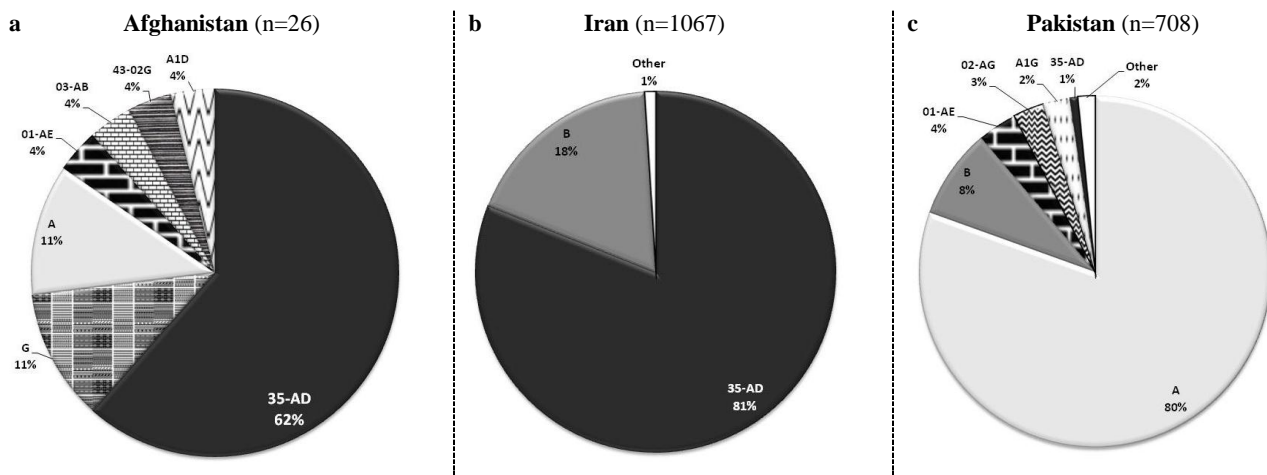 a Afghanistan (n=26)
A1D
4%
43-02G
4%
03-AB
4%
01-AE
4%
A
11%
G
11%
35-AD
62%
b Iran (n=1067)
Other
1%
B
18%
35-AD
81%
c Pakistan (n=708)
02-AG
3%
A1G
2%
35-AD
1%
Other
2%
01-AE
4%
B
8%
A
80%